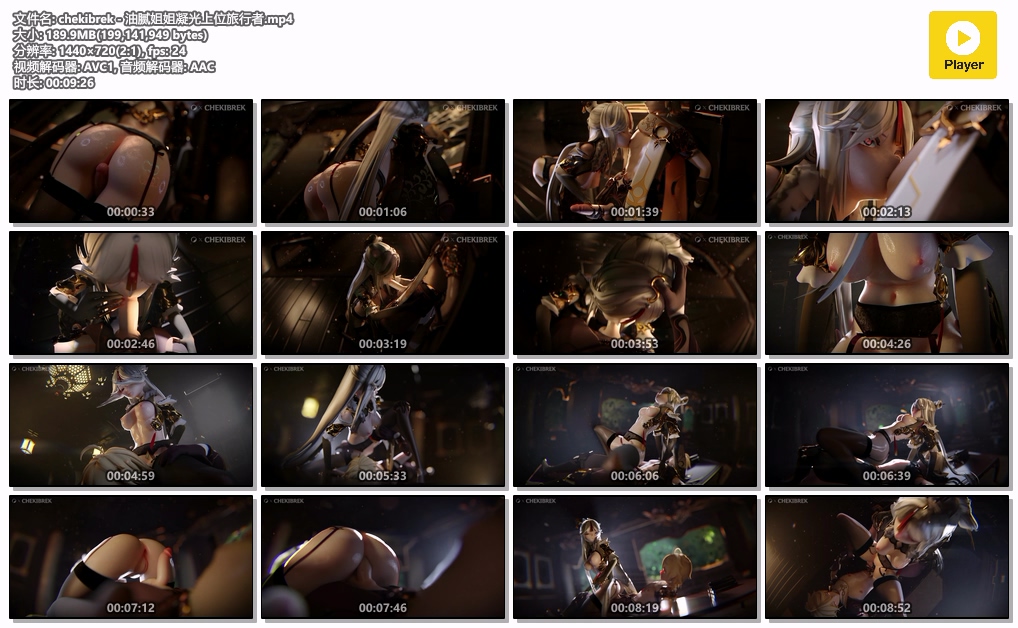 文件名: chekibrek - 油腻姐姐凝光上位旅行者.mp4
大小: 189.9MB(199,141,949 bytes)
分辨率: 1440×720(2:1), fps: 24
视频解码器: AVC1, 音频解码器: AAC
时长: 00:09:26
Player
CHEKIBREK
00:00:33
CHEKIBREK
00:01:06
CHEKIBREK
00:01:39
CHEKIBREK
00:02:13
CHEKIBREK
00:02:46
CHEKIBREK
00:03:19
CHEKIBREK
00:03:53
CHEKIBREK
00:04:26
CHEKIBREK
00:04:59
CHEKIBREK
00:05:33
CHEKIBREK
00:06:06
CHEKIBREK
00:06:39
CHEKIBREK
00:07:12
CHEKIBREK
00:07:46
CHEKIBREK
00:08:19
CHEKIBREK
00:08:52